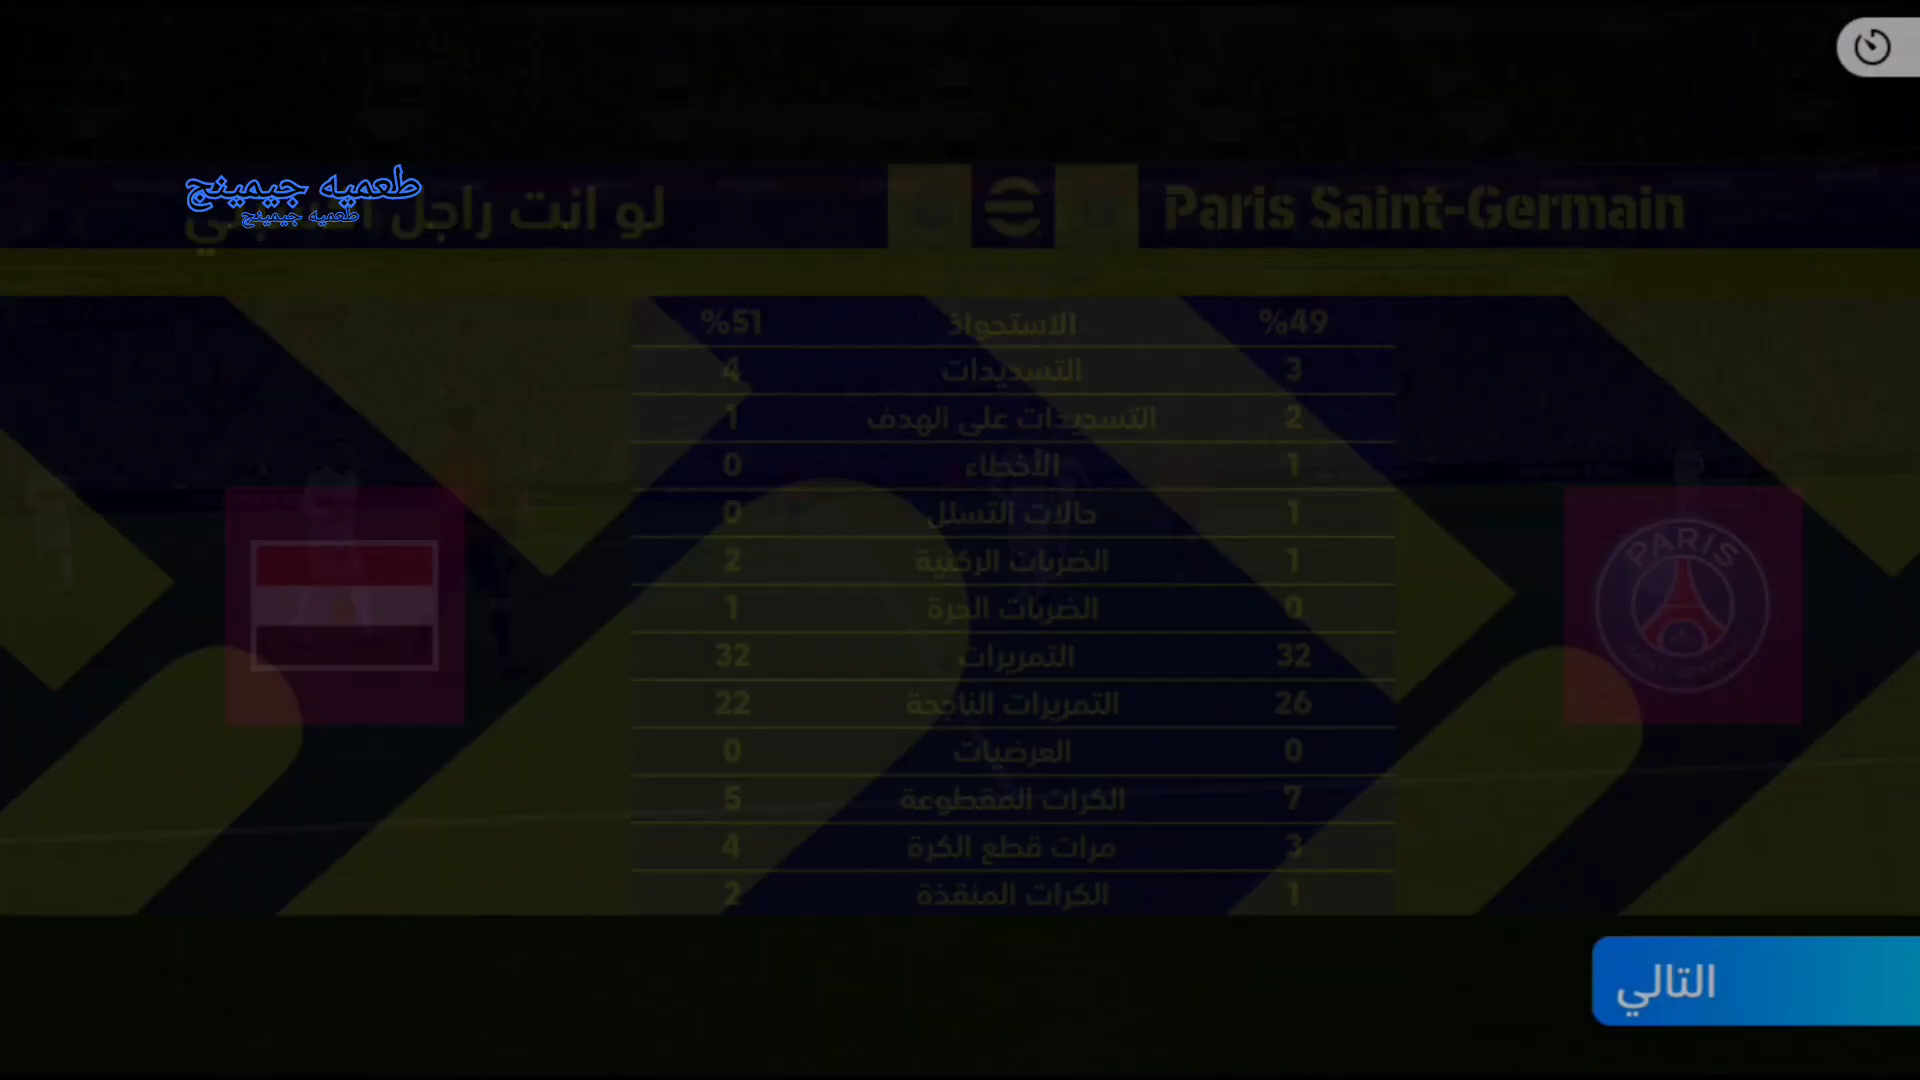 طعميه جيمينج
طعميه جيمينج
لو انت راجل
Paris Saint-Germain
%51 الاستحواذ %49
4 التسديدات 3
1 التسديدات على الهدف 2
0 الأخطاء 1
0 حالات التسلل 1
2 الضربات الركنية 1
1 الضربات الحرة 0
32 التمريرات 32
22 التمريرات الناجحة 26
0 العرضيات 0
5 الكرات المقطوعة 7
4 مرات قطع الكرة 3
2 الكرات المنقذة 1
PARIS
التالي